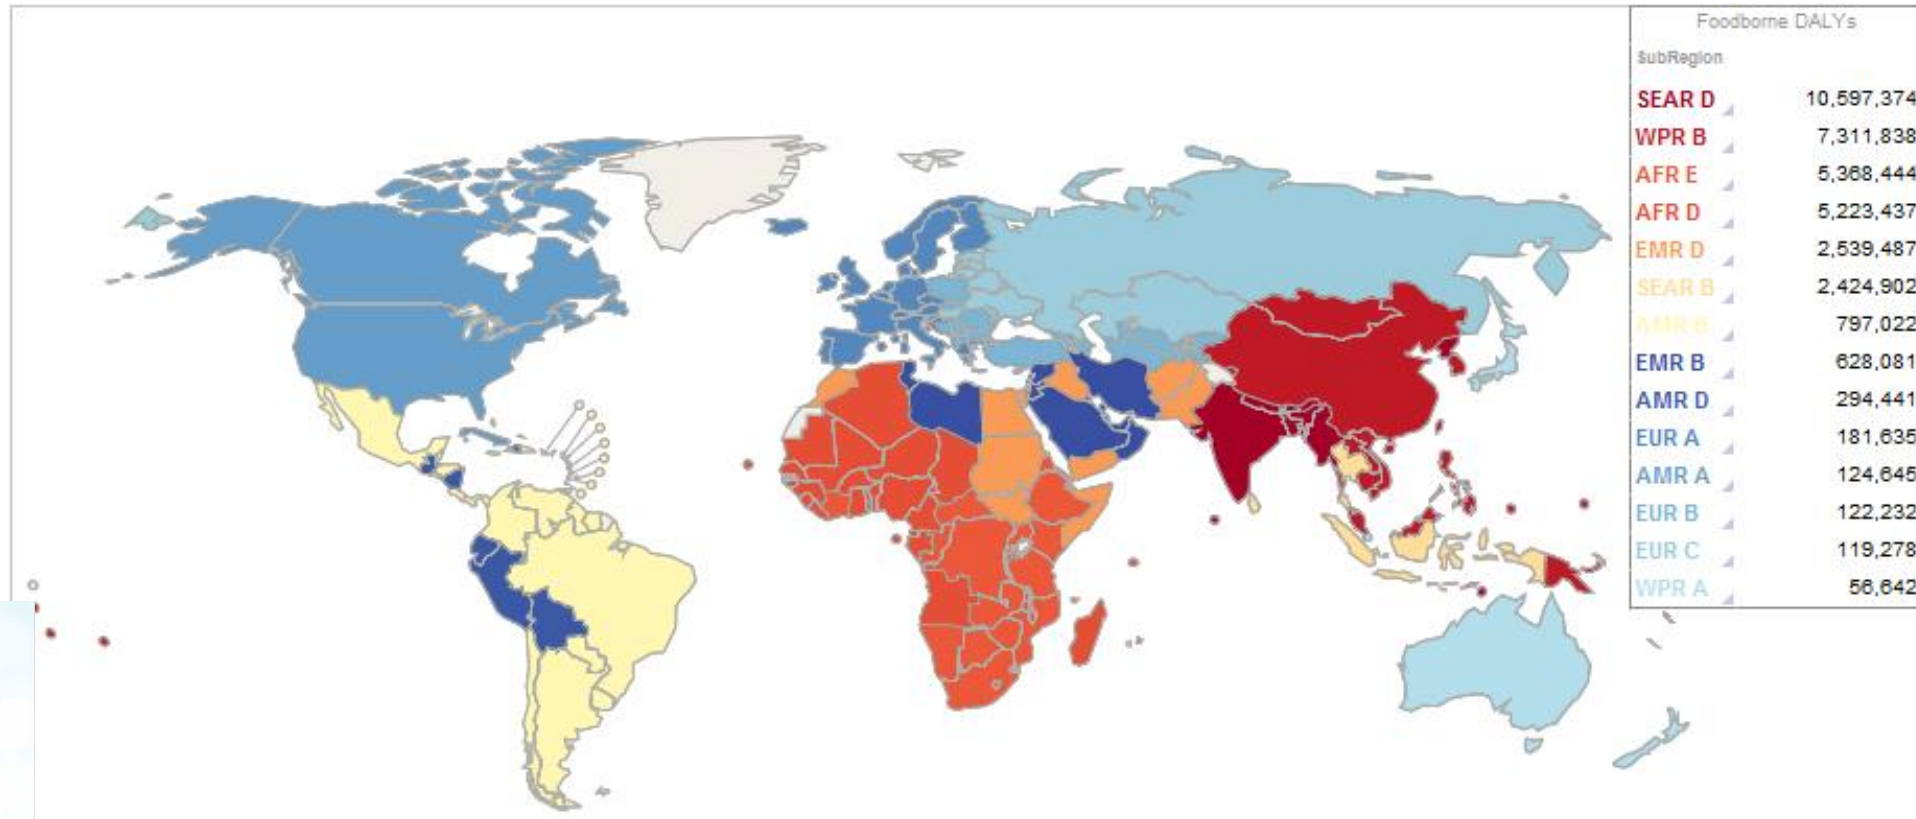 Foodborne DALYs
SubRegion
SEAR D 10,597,374
WPR B 7,311,838
AFR E 5,368,444
AFR D 5,223,437
EMR D 2,539,487
SEAR B 2,424,902
AMR B 797,022
EMR B 628,081
AMR D 294,441
EUR A 181,635
AMR A 124,645
EUR B 122,232
EUR C 119,278
WPR A 56,642